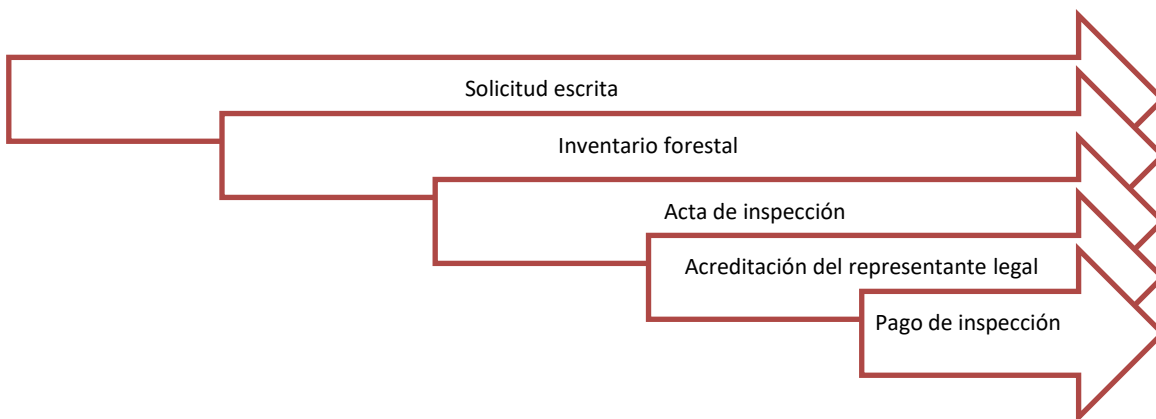 Solicitud escrita
Inventario forestal
Acta de inspección
Acreditación del representante legal
Pago de inspección